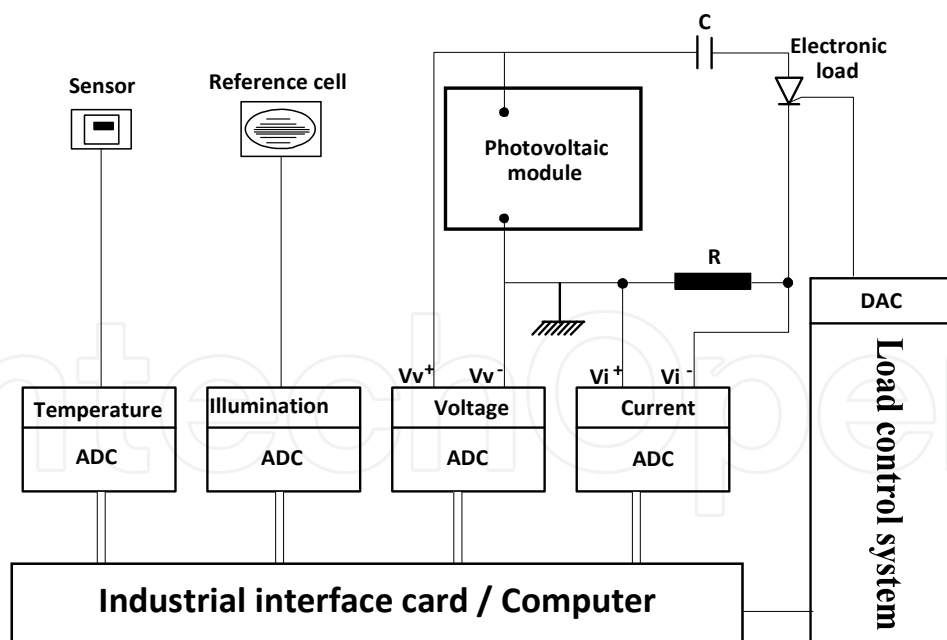 C
Electronic
load
Sensor
Reference cell
Photovoltaic
module
R
DAC
Load control system
Vv+
Vv-
Vi+
Vi-
Temperature
Illumination
Voltage
Current
ADC
ADC
ADC
ADC
Industrial interface card / Computer